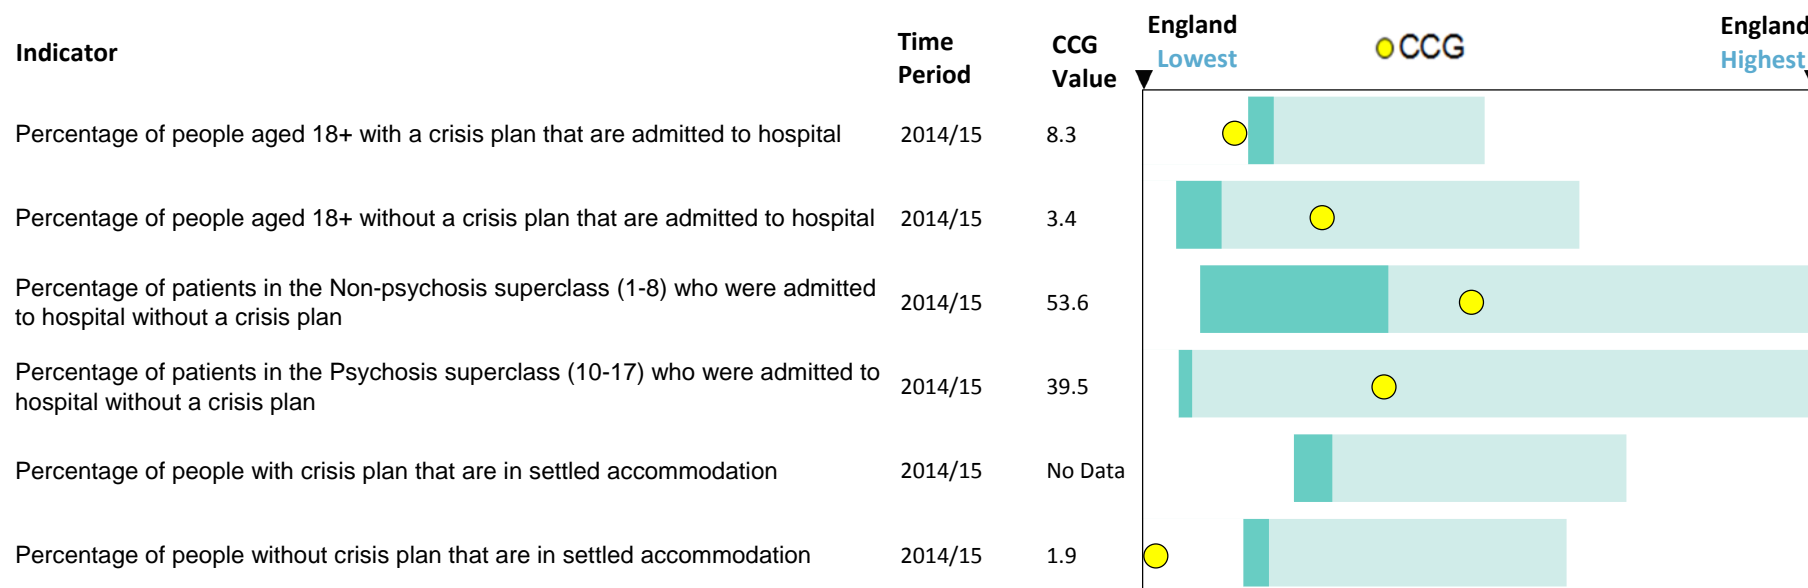 Indicator
Time
Period
CCG
Value
England
Lowest
CCG
England
Highest
Percentage of people aged 18+ with a crisis plan that are admitted to hospital 2014/15 8.3
Percentage of people aged 18+ without a crisis plan that are admitted to hospital 2014/15 3.4
Percentage of patients in the Non-psychosis superclass (1-8) who were admitted
to hospital without a crisis plan
2014/15 53.6
Percentage of patients in the Psychosis superclass (10-17) who were admitted to
hospital without a crisis plan
2014/15 39.5
Percentage of people with crisis plan that are in settled accommodation 2014/15 No Data
Percentage of people without crisis plan that are in settled accommodation 2014/15 1.9